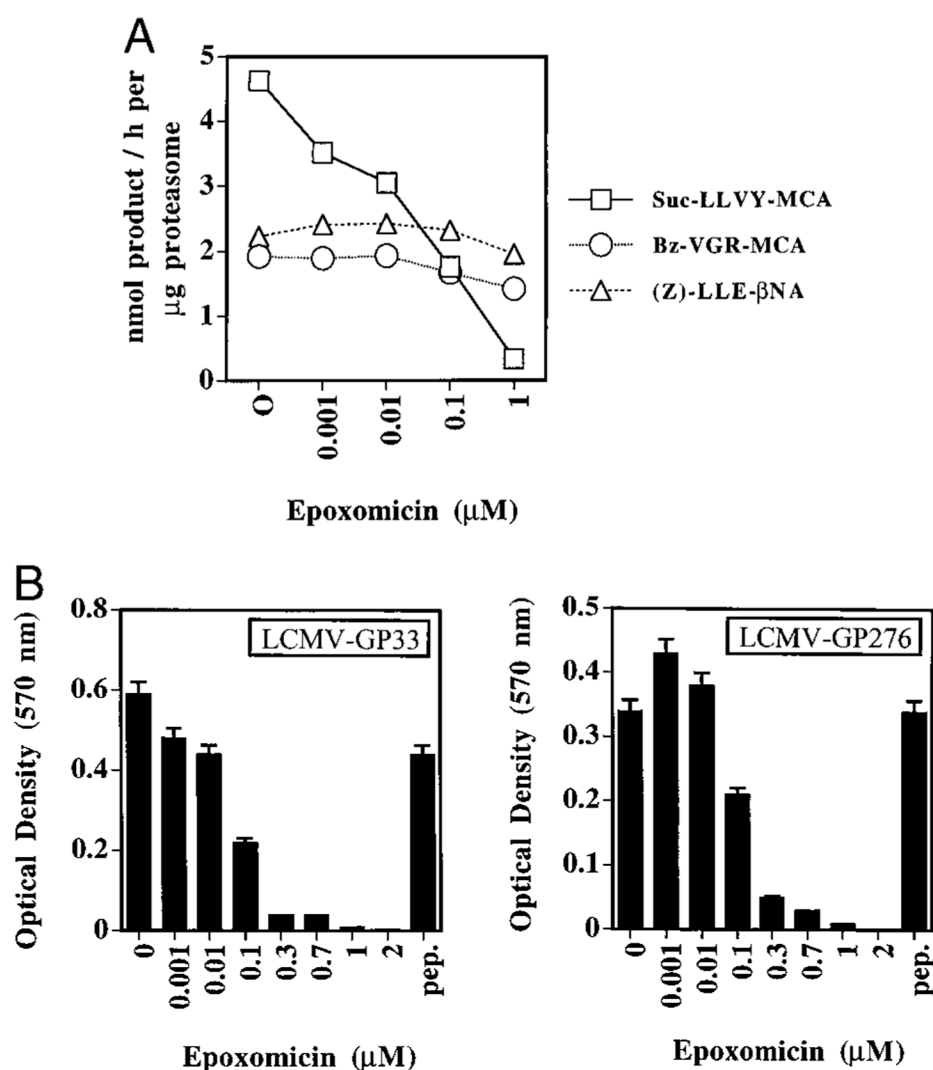 A
nmol product / h per
µg proteasome
5
4
3
2
1
0
O
0.001
0.01
0.1
1
Epoxomicin (µM)
Suc-LLVY-MCA
Bz-VGR-MCA
(Z)-LLE-βNA
B
Optical Density (570 nm)
0.8
0.6
0.4
0.2
0
LCMV-GP33
0
0.001
0.01
0.1
0.3
0.7
1
2
pep.
Epoxomicin (µM)
Optical Density (570 nm)
0.5
0.4
0.3
0.2
0.1
0
LCMV-GP276
0
0.001
0.01
0.1
0.3
0.7
1
2
pep.
Epoxomicin (µM)